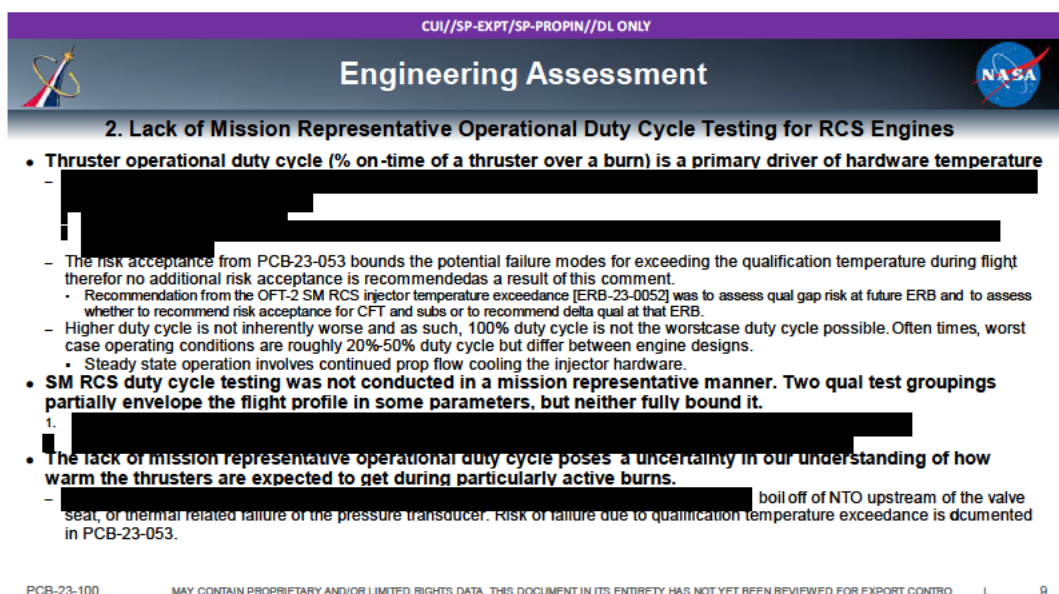 CUI//SP-EXPT/SP-PROPIN//DL ONLY
Engineering Assessment
NASA
2. Lack of Mission Representative Operational Duty Cycle Testing for RCS Engines
• Thruster operational duty cycle (% on-time of a thruster over a burn) is a primary driver of hardware temperature
–
– The risk acceptance from PCB-23-053 bounds the potential failure modes for exceeding the qualification temperature during flight,
therefor no additional risk acceptance is recommendedas a result of this comment.
▪ Recommendation from the OFT-2 SM RCS injector temperature exceedance [ERB-23-0052] was to assess qual gap risk at future ERB and to assess
whether to recommend risk acceptance for CFT and subs or to recommend delta qual at that ERB.
– Higher duty cycle is not inherently worse and as such, 100% duty cycle is not the worstcase duty cycle possible. Often times, worst
case operating conditions are roughly 20%-50% duty cycle but differ between engine designs.
▪ Steady state operation involves continued prop flow cooling the injector hardware.
• SM RCS duty cycle testing was not conducted in a mission representative manner. Two qual test groupings
partially envelope the flight profile in some parameters, but neither fully bound it.
1.
• The lack of mission representative operational duty cycle poses a uncertainty in our understanding of how
warm the thrusters are expected to get during particularly active burns.
– boil off of NTO upstream of the valve
seat, or thermal related failure of the pressure transducer. Risk of failure due to qualification temperature exceedance is dcumented
in PCB-23-053.
PCB-23-100 MAY CONTAIN PROPRIETARY AND/OR LIMITED RIGHTS DATA. THIS DOCUMENT IN ITS ENTIRETY HAS NOT YET BEEN REVIEWED FOR EXPORT CONTRO L. 9